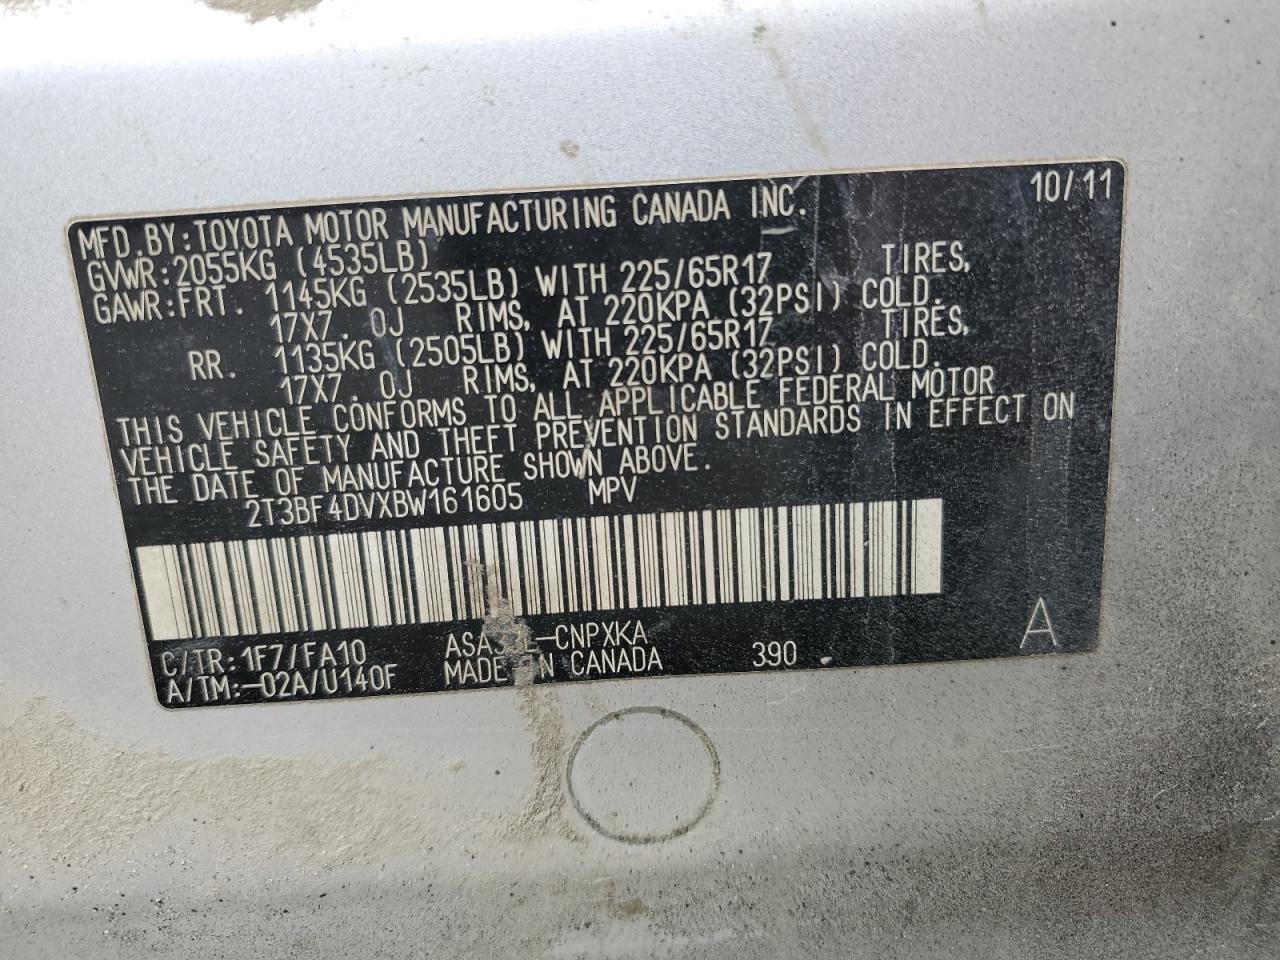 10/11
MFD.BY:TOYOTA MOTOR MANUFACTURING CANADA INC.
GVWR:2055KG (4535LB)
GAWR:FRT. 1145KG (2535LB) WITH 225/65R17 TIRES,
17X7.0J RIMS, AT 220KPA (32PSI) COLD.
RR. 1135KG (2505LB) WITH 225/65R17 TIRES,
17X7.0J RIMS, AT 220KPA (32PSI) COLD.
THIS VEHICLE CONFORMS TO ALL APPLICABLE FEDERAL MOTOR
VEHICLE SAFETY AND THEFT PREVENTION STANDARDS IN EFFECT ON
THE DATE OF MANUFACTURE SHOWN ABOVE.
2T3BF4DVXBW161605 MPV
C/TR:1F7/FA10
A/TM:-02A/U140F
MADE IN CANADA 390 A